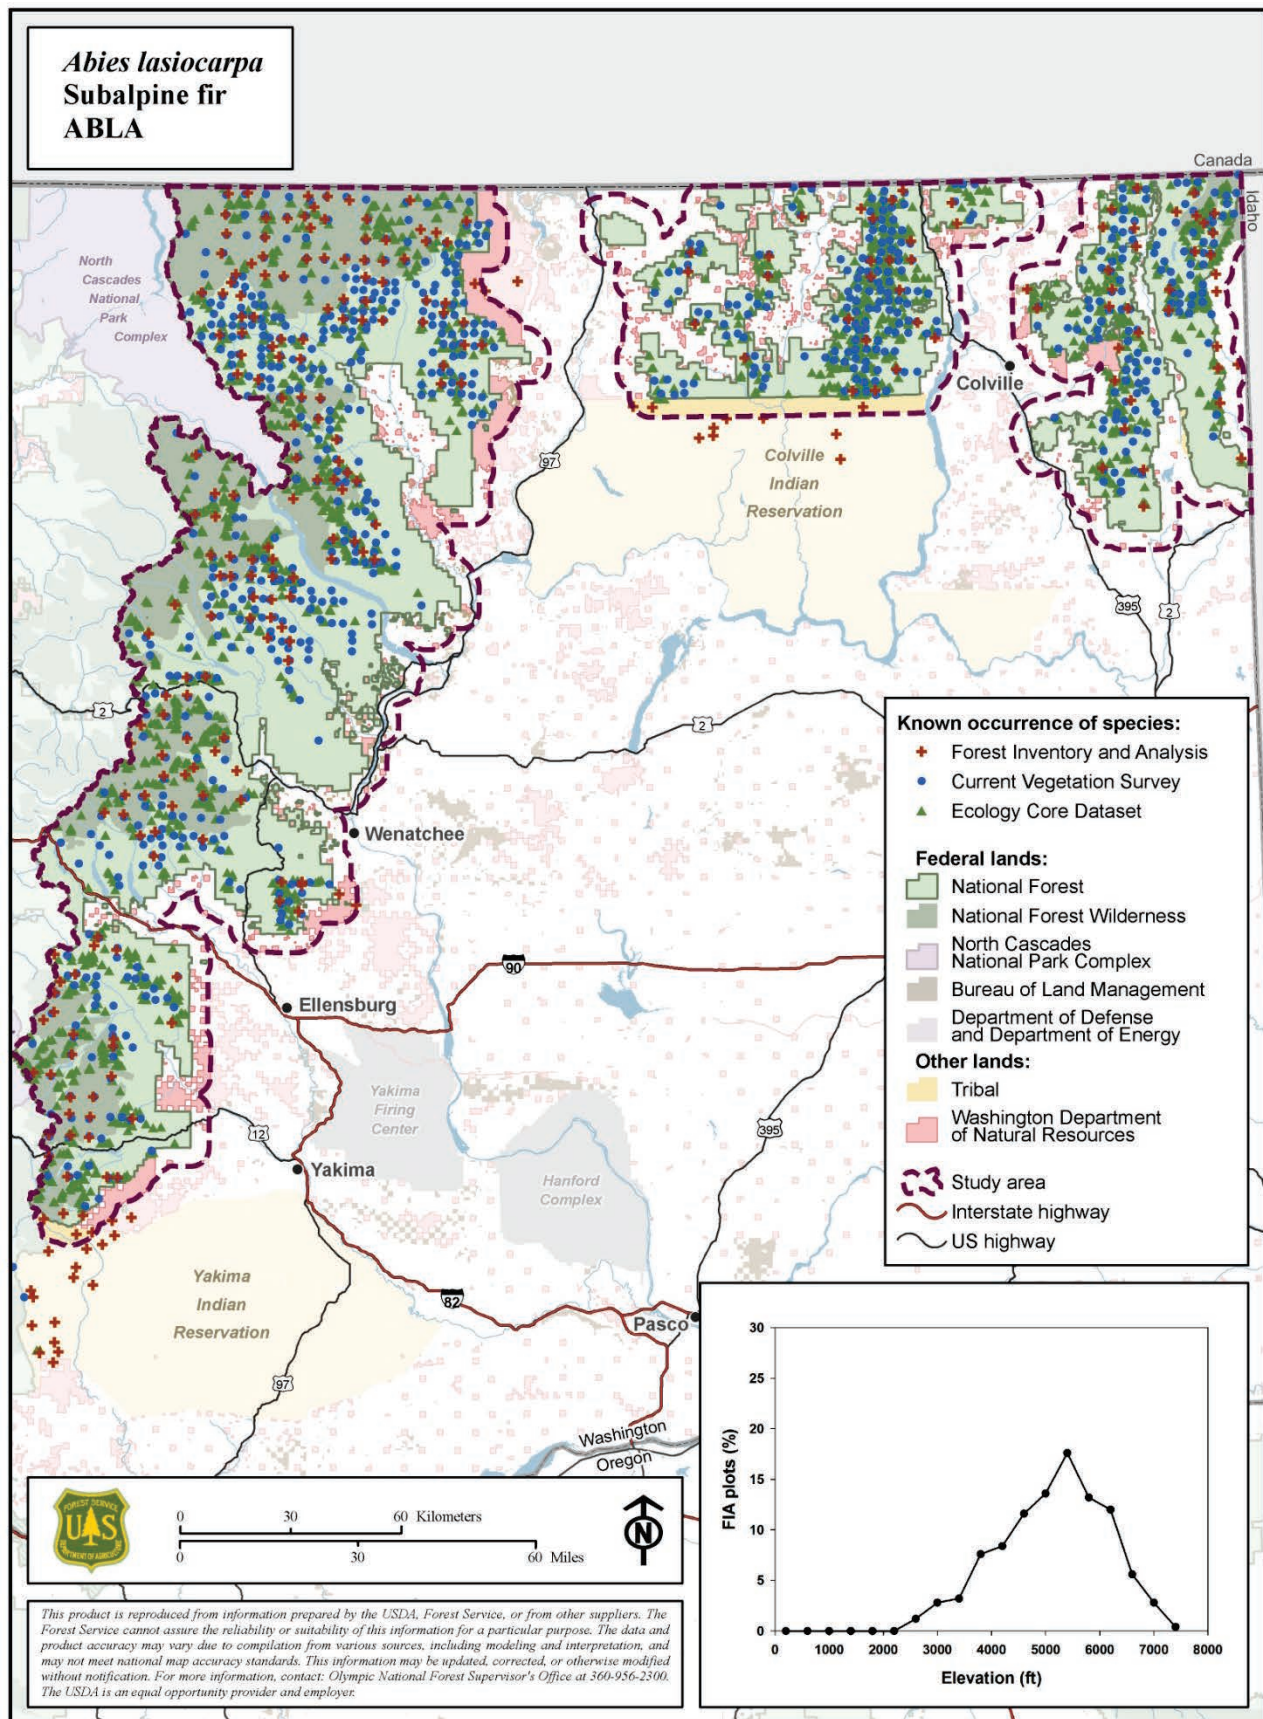 Abies lasiocarpa
Subalpine fir
ABLA
Canada
Idaho
North
Cascades
National
Park
Complex
Colville
97
Colville
Indian
Reservation
395
2
2
2
Wenatchee
90
Ellensburg
Yakima
Firing
Center
395
12
Yakima
Hanford
Complex
Yakima
Indian
Reservation
82
Pasco
97
Washington
Oregon
Known occurrence of species:
Forest Inventory and Analysis
Current Vegetation Survey
Ecology Core Dataset
Federal lands:
National Forest
National Forest Wilderness
North Cascades
National Park Complex
Bureau of Land Management
Department of Defense
and Department of Energy
Other lands:
Tribal
Washington Department
of Natural Resources
Study area
Interstate highway
US highway
FOREST SERVICE
U S
DEPARTMENT OF AGRICULTURE
0 30 60 Kilometers
0 30 60 Miles
N
This product is reproduced from information prepared by the USDA, Forest Service, or from other suppliers. The
Forest Service cannot assure the reliability or suitability of this information for a particular purpose. The data and
product accuracy may vary due to compilation from various sources, including modeling and interpretation, and
may not meet national map accuracy standards. This information may be updated, corrected, or otherwise modified
without notification. For more information, contact: Olympic National Forest Supervisor's Office at 360-956-2300.
The USDA is an equal opportunity provider and employer.
FIA plots (%)
30
25
20
15
10
5
0
0 1000 2000 3000 4000 5000 6000 7000 8000
Elevation (ft)